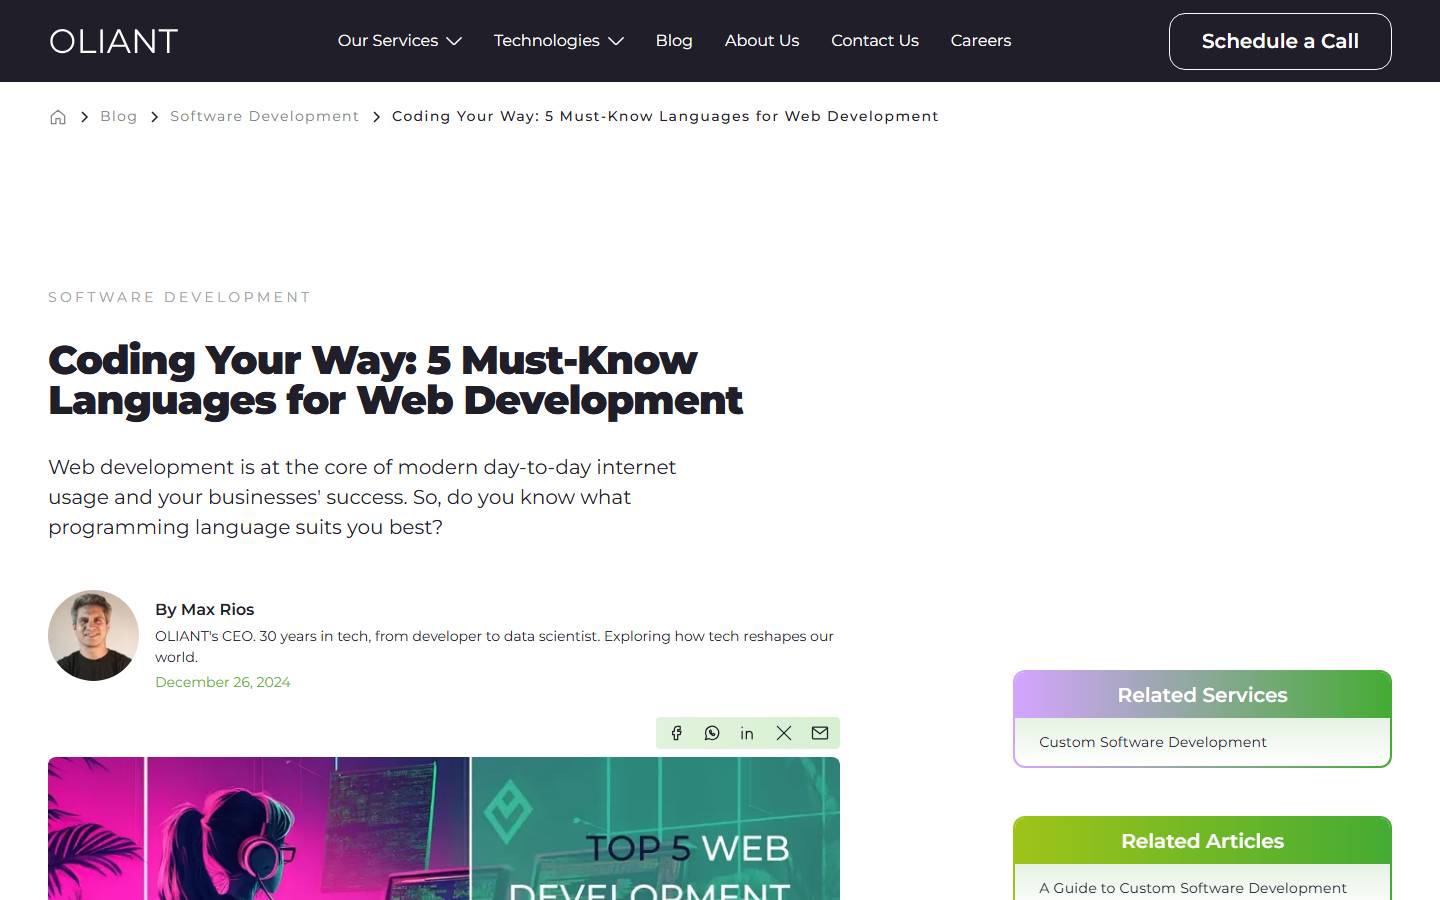 OLIANT
Our Services
Technologies
Blog
About Us
Contact Us
Careers
Schedule a Call
Blog
Software Development
Coding Your Way: 5 Must-Know Languages for Web Development
SOFTWARE DEVELOPMENT
Coding Your Way: 5 Must-Know
Languages for Web Development
Web development is at the core of modern day-to-day internet
usage and your businesses' success. So, do you know what
programming language suits you best?
By Max Rios
OLIANT's CEO. 30 years in tech, from developer to data scientist. Exploring how tech reshapes our
world.
December 26, 2024
TOP 5 WEB
DEVELOPMENT
Related Services
Custom Software Development
Related Articles
A Guide to Custom Software Development